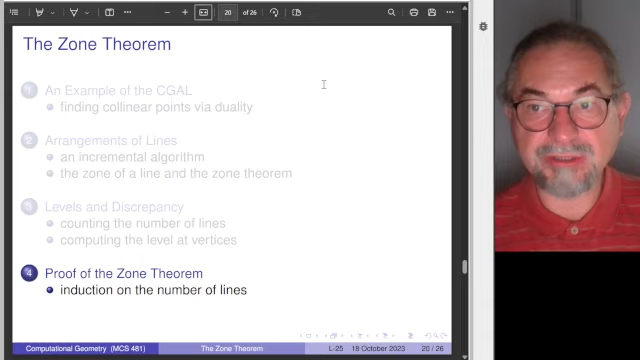 20 of 26
The Zone Theorem
1 An Example of the CGAL
finding collinear points via duality
2 Arrangements of Lines
an incremental algorithm
the zone of a line and the zone theorem
3 Levels and Discrepancy
counting the number of lines
computing the level at vertices
4 Proof of the Zone Theorem
induction on the number of lines
Computational Geometry (MCS 481) The Zone Theorem L-25 18 October 2023 20 / 26